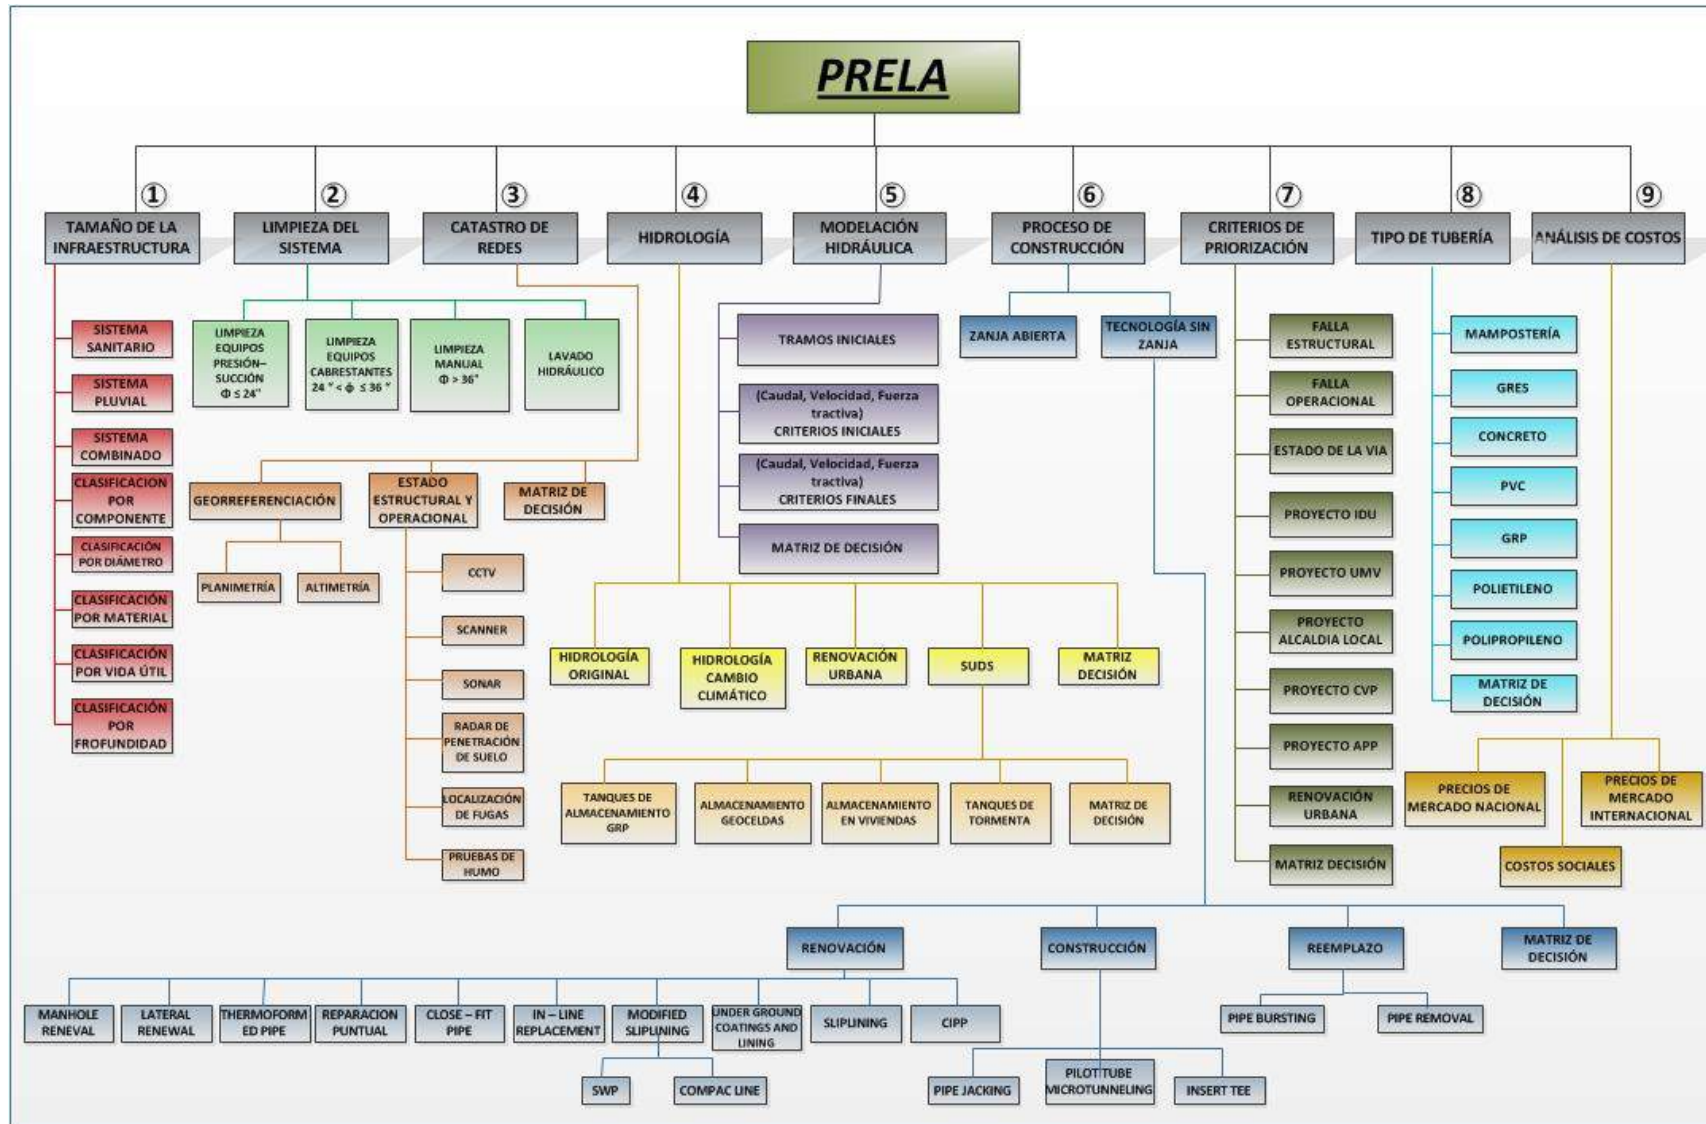 PRELA
1
2
3
4
5
6
7
8
9
TAMAÑO DE LA
INFRAESTRUCTURA
LIMPIEZA DEL
SISTEMA
CATASTRO DE
REDES
HIDROLOGÍA
MODELACIÓN
HIDRÁULICA
PROCESO DE
CONSTRUCCIÓN
CRITERIOS DE
PRIORIZACIÓN
TIPO DE TUBERÍA
ANÁLISIS DE COSTOS
SISTEMA
SANITARIO
SISTEMA
PLUVIAL
SISTEMA
COMBINADO
CLASIFICACION
POR
COMPONENTE
CLASIFICACIÓN
POR DIÁMETRO
CLASIFICACIÓN
POR MATERIAL
CLASIFICACIÓN
POR VIDA ÚTIL
CLASIFICACIÓN
POR
FROFUNDIDAD
LIMPIEZA
EQUIPOS
PRESIÓN–
SUCCIÓN
Φ ≤ 24"
LIMPIEZA
EQUIPOS
CABRESTANTES
24 " < ϕ ≤ 36 "
LIMPIEZA
MANUAL
Φ > 36"
LAVADO
HIDRÁULICO
GEORREFERENCIACIÓN
ESTADO
ESTRUCTURAL Y
OPERACIONAL
MATRIZ DE
DECISIÓN
PLANIMETRÍA
ALTIMETRÍA
CCTV
SCANNER
SONAR
RADAR DE
PENETRACIÓN
DE SUELO
LOCALIZACIÓN
DE FUGAS
PRUEBAS DE
HUMO
TRAMOS INICIALES
(Caudal, Velocidad, Fuerza
tractiva)
CRITERIOS INICIALES
(Caudal, Velocidad, Fuerza
tractiva)
CRITERIOS FINALES
MATRIZ DE DECISIÓN
HIDROLOGÍA
ORIGINAL
HIDROLOGÍA
CAMBIO
CLIMÁTICO
RENOVACIÓN
URBANA
SUDS
MATRIZ
DECISIÓN
TANQUES DE
ALMACENAMIENTO
GRP
ALMACENAMIENTO
GEOCELDAS
ALMACENAMIENTO
EN VIVIENDAS
TANQUES DE
TORMENTA
MATRIZ DE
DECISIÓN
ZANJA ABIERTA
TECNOLOGÍA SIN
ZANJA
FALLA
ESTRUCTURAL
FALLA
OPERACIONAL
ESTADO DE LA VIA
PROYECTO IDU
PROYECTO UMV
PROYECTO
ALCALDIA LOCAL
PROYECTO CVP
PROYECTO APP
RENOVACIÓN
URBANA
MATRIZ DECISIÓN
MAMPOSTERÍA
GRES
CONCRETO
PVC
GRP
POLIETILENO
POLIPROPILENO
MATRIZ DE
DECISIÓN
PRECIOS DE
MERCADO NACIONAL
PRECIOS DE
MERCADO
INTERNACIONAL
COSTOS SOCIALES
RENOVACIÓN
CONSTRUCCIÓN
REEMPLAZO
MATRIZ DE
DECISIÓN
MANHOLE
RENEVAL
LATERAL
RENEWAL
THERMOFORM
ED PIPE
REPARACION
PUNTUAL
CLOSE – FIT
PIPE
IN – LINE
REPLACEMENT
MODIFIED
SLIPLINING
UNDER GROUND
COATINGS AND
LINING
SLIPLINING
CIPP
SWP
COMPAC LINE
PIPE JACKING
PILOT TUBE
MICROTUNNELING
INSERT TEE
PIPE BURSTING
PIPE REMOVAL